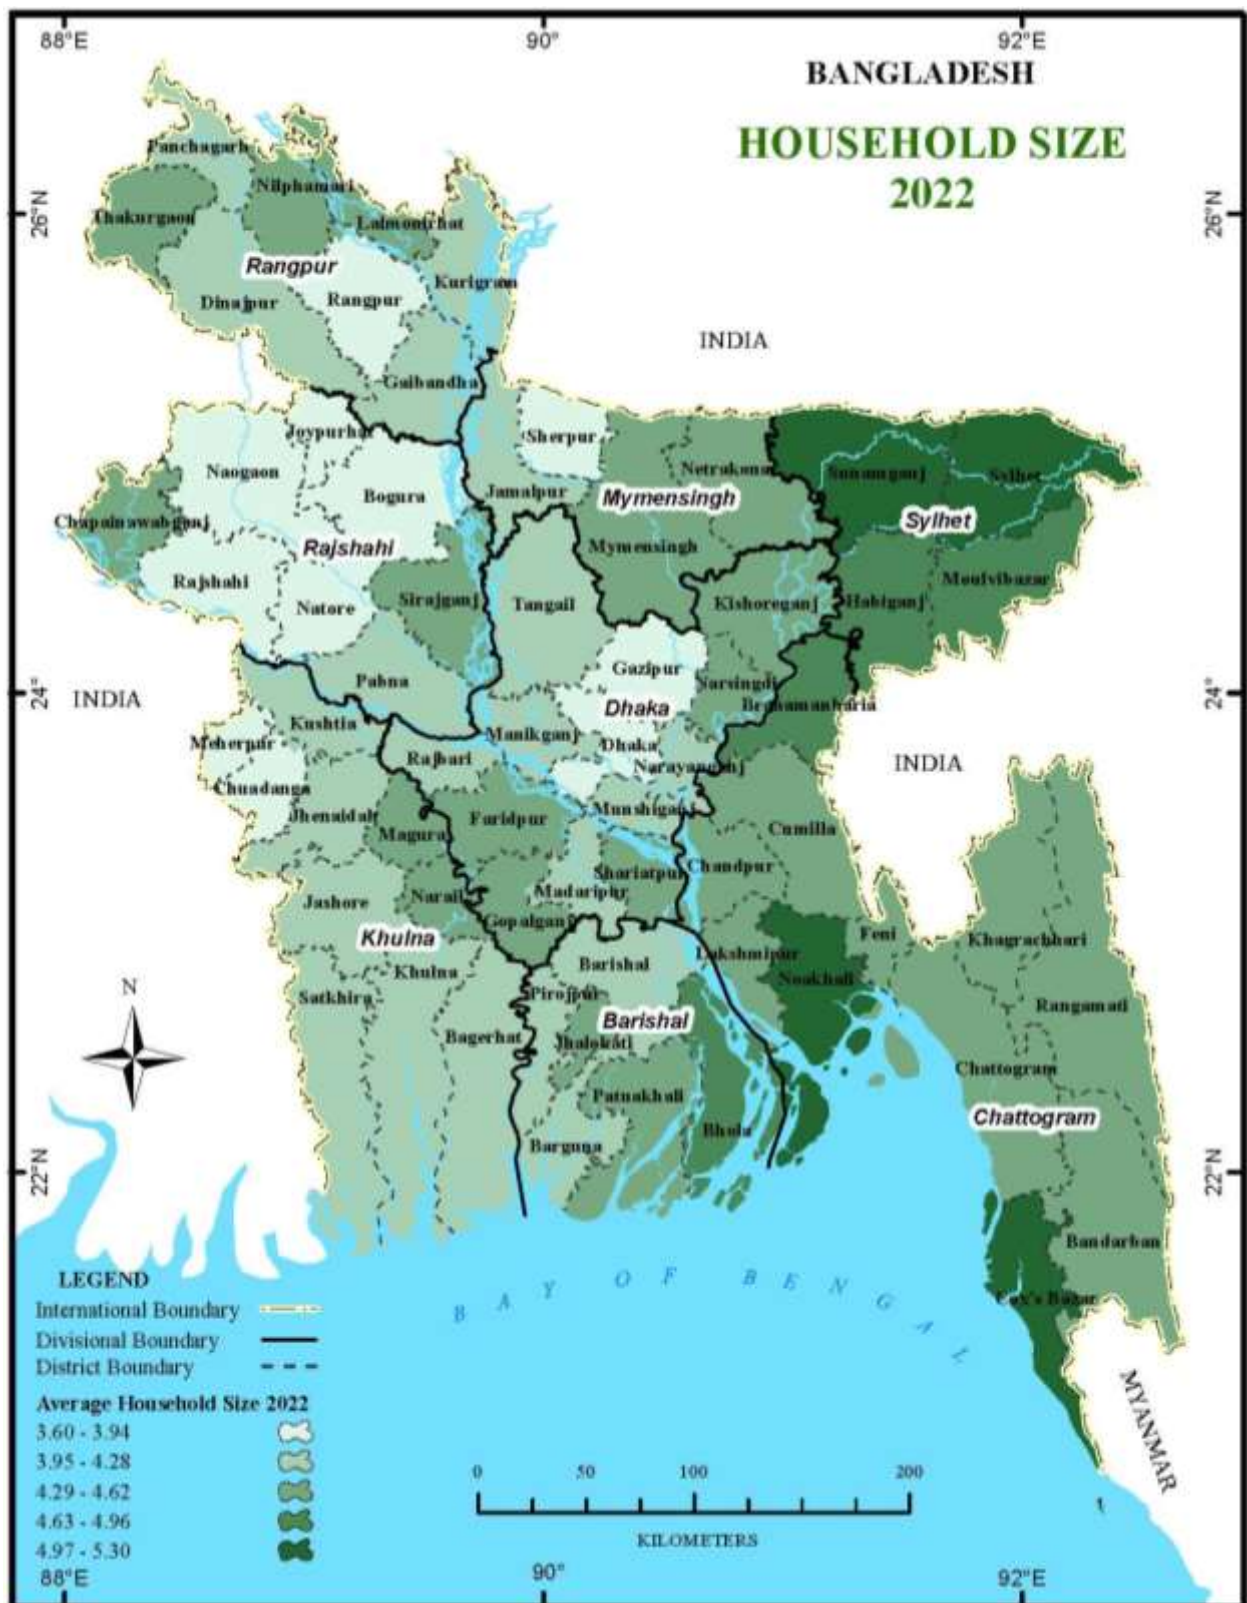 88°E
90°
92°E
BANGLADESH
HOUSEHOLD SIZE
2022
26°N
26°N
Panchagarh
Nilphamari
Thakurgaon
Lalmonirhat
Rangpur
Kurigram
Dinajpur
Rangpur
INDIA
Gaibandha
Joypurhat
Sherpur
Naogaon
Netrakona
Sunamganj
Sylhet
Bogura
Jamalpur
Mymensingh
Chapainawabganj
Sylhet
Rajshahi
Mymensingh
Rajshahi
Moulvibazar
Natore
Sirajganj
Tangail
Kishoreganj
Habiganj
Gazipur
Pabna
Narsingdi
24°
INDIA
24°N
Dhaka
Brahamanbaria
Kushtia
Meherpur
Manikganj
Dhaka
Rajbari
Narayanganj
INDIA
Chuadanga
Jhenaidah
Faridpur
Munshiganj
Magura
Cumilla
Shariatpur
Chandpur
Narail
Madaripur
Jashore
Gopalganj
Khulna
Feni
Khagrachhari
Khulna
Barishal
Lakshmipur
Noakhali
Satkhira
Pirojpur
Rangamati
N
Barishal
Bagerhat
Jhalokati
Chattogram
Patuakhali
Chattogram
Barguna
Bhola
22°N
22°N
Bandarban
LEGEND
BAY OF BENGAL
Cox's Bazar
International Boundary
Divisional Boundary
District Boundary
MYANMAR
Average Household Size 2022
3.60 - 3.94
3.95 - 4.28
4.29 - 4.62
4.63 - 4.96
4.97 - 5.30
0 50 100 200
KILOMETERS
88°E
90°
92°E